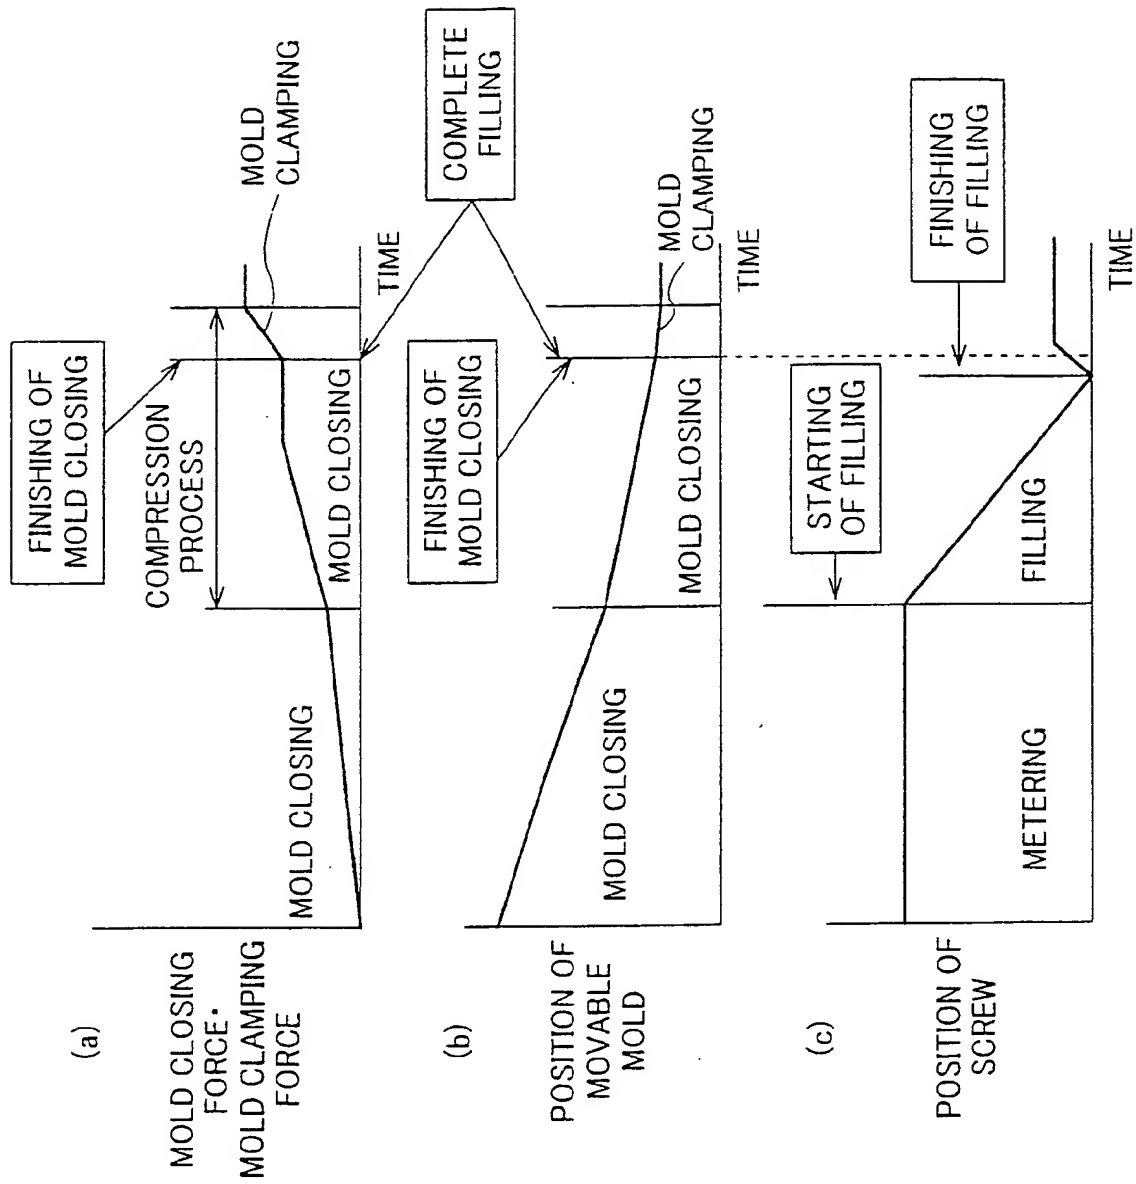 (a)
MOLD CLOSING
FORCE・
MOLD CLAMPING
FORCE
FINISHING OF
MOLD CLOSING
COMPRESSION
PROCESS
MOLD CLOSING
MOLD CLOSING
MOLD
CLAMPING
TIME
COMPLETE
FILLING
(b)
POSITION OF
MOVABLE
MOLD
FINISHING OF
MOLD CLOSING
MOLD CLOSING
MOLD CLOSING
MOLD
CLAMPING
TIME
(c)
POSITION OF
SCREW
STARTING
OF FILLING
FINISHING
OF FILLING
METERING
FILLING
TIME